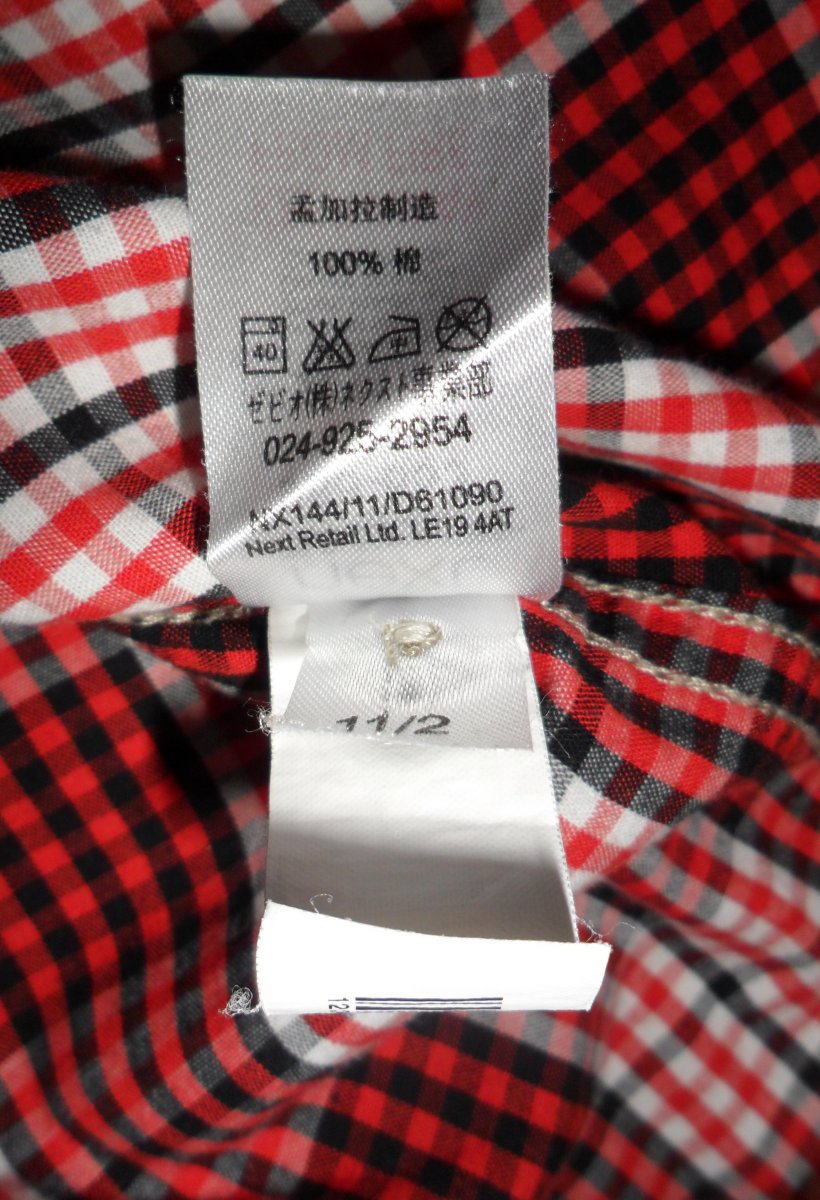 孟加拉制造
100% 棉
40
ゼビオ(株)ネクスト事業部
024-925-2954
NX144/11/D61090
Next Retail Ltd. LE19 4AT
11/2